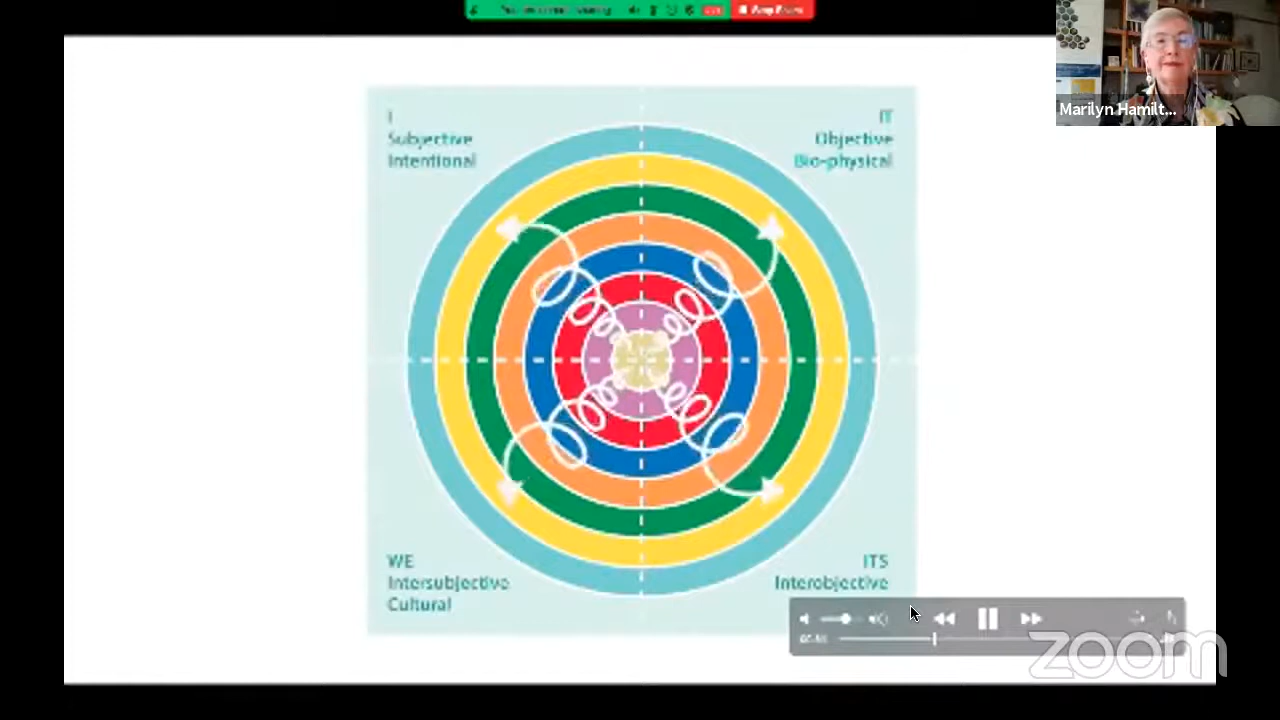 Marilyn Hamilt...
I
Subjective
Intentional
IT
Objective
Bio-physical
WE
Intersubjective
Cultural
ITS
Interobjective
zoom